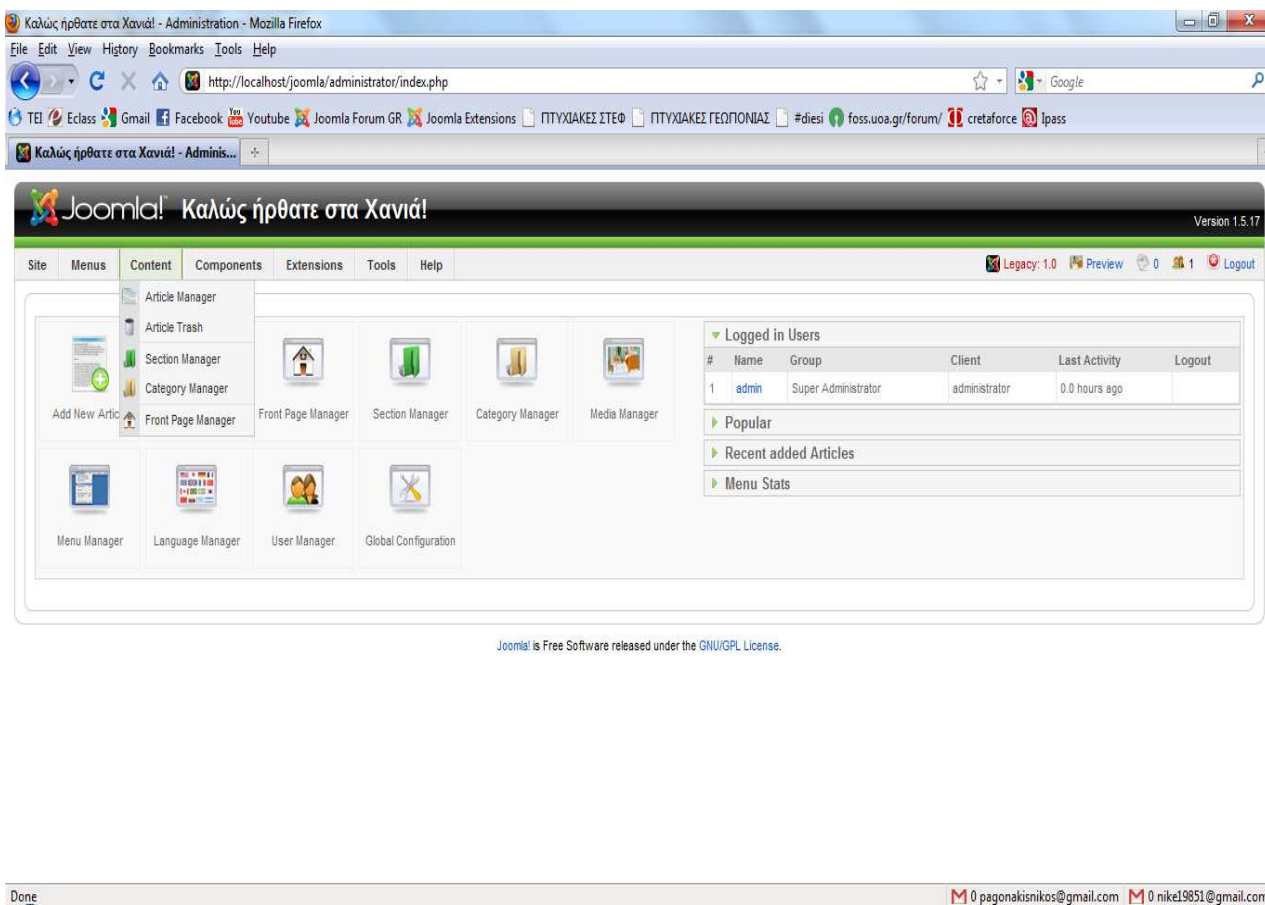 Καλώς ήρθατε στα Χανιά! - Administration - Mozilla Firefox
File Edit View History Bookmarks Tools Help
http://localhost/joomla/administrator/index.php
Google
TEI Eclass Gmail Facebook You Tube Youtube Joomla Forum GR Joomla Extensions ΠΤΥΧΙΑΚΕΣ ΣΤΕΦ ΠΤΥΧΙΑΚΕΣ ΓΕΩΠΟΝΙΑΣ #diesi foss.uoa.gr/forum/ cretaforce Ipass
Καλώς ήρθατε στα Χανιά! - Adminis...
Joomla! Καλώς ήρθατε στα Χανιά!
Version 1.5.17
Site Menus Content Components Extensions Tools Help
Legacy: 1.0 Preview 0 1 Logout
Article Manager
Article Trash
Section Manager
Category Manager
Front Page Manager
Add New Artic
Front Page Manager
Section Manager
Category Manager
Media Manager
Menu Manager
Language Manager
User Manager
Global Configuration
Logged in Users
# Name Group Client Last Activity Logout
1 admin Super Administrator administrator 0.0 hours ago
Popular
Recent added Articles
Menu Stats
Joomla! is Free Software released under the GNU/GPL License.
Done
0 pagonakisnikos@gmail.com 0 nike19851@gmail.com